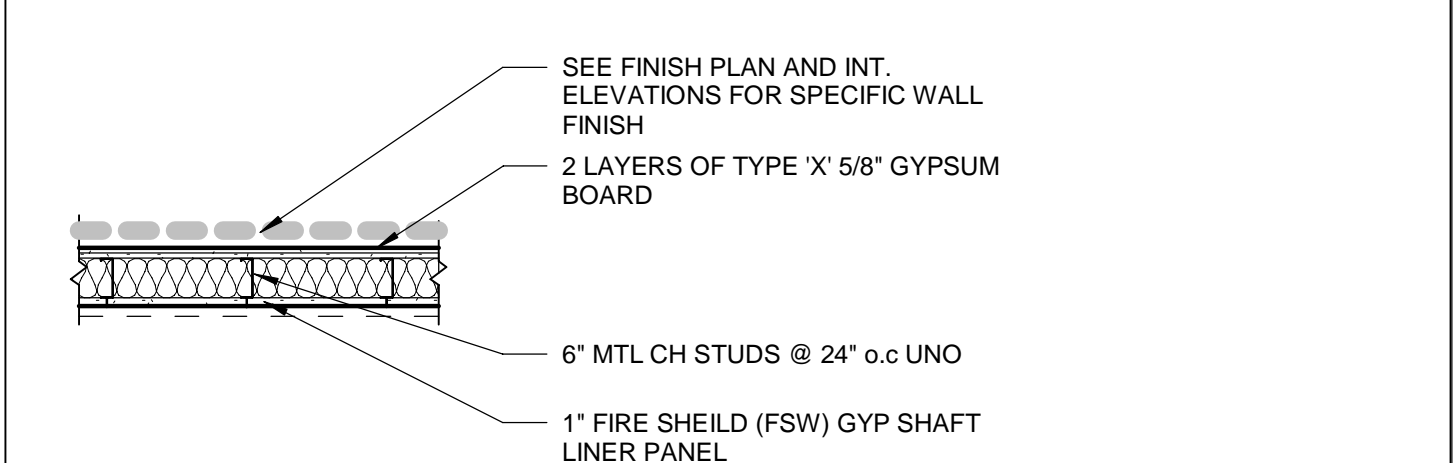 SEE FINISH PLAN AND INT.
ELEVATIONS FOR SPECIFIC WALL
FINISH
2 LAYERS OF TYPE 'X' 5/8" GYPSUM
BOARD
6" MTL CH STUDS @ 24" o.c UNO
1" FIRE SHEILD (FSW) GYP SHAFT
LINER PANEL